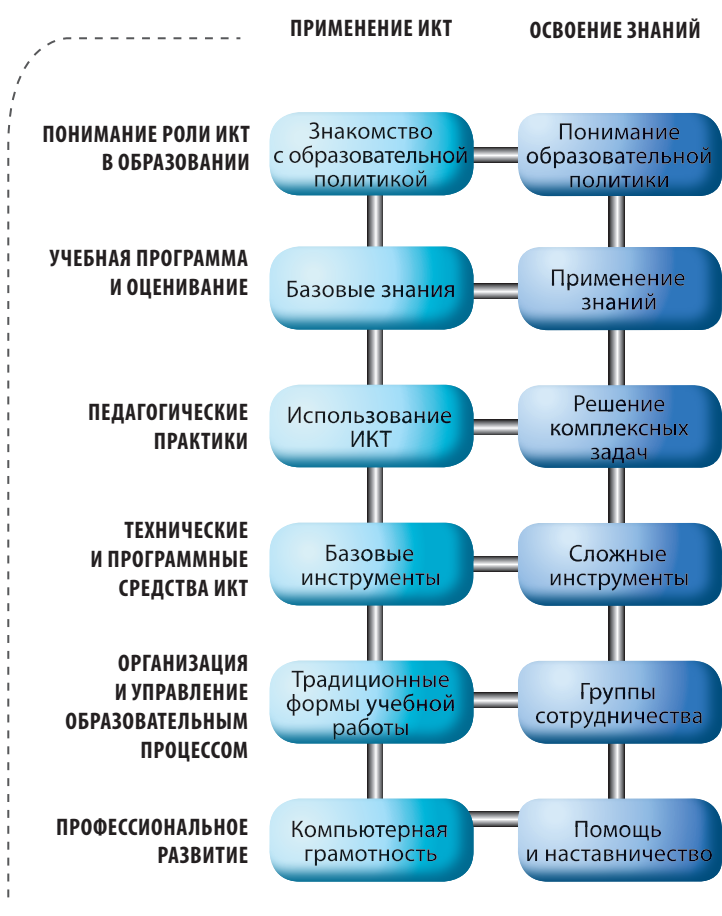 ПРИМЕНЕНИЕ ИКТ
ОСВОЕНИЕ ЗНАНИЙ
ПОНИМАНИЕ РОЛИ ИКТ
В ОБРАЗОВАНИИ
Знакомство
с образовательной
политикой
Понимание
образовательной
политики
УЧЕБНАЯ ПРОГРАММА
И ОЦЕНИВАНИЕ
Базовые знания
Применение
знаний
ПЕДАГОГИЧЕСКИЕ
ПРАКТИКИ
Использование
ИКТ
Решение
комплексных
задач
ТЕХНИЧЕСКИЕ
И ПРОГРАММНЫЕ
СРЕДСТВА ИКТ
Базовые
инструменты
Сложные
инструменты
ОРГАНИЗАЦИЯ
И УПРАВЛЕНИЕ
ОБРАЗОВАТЕЛЬНЫМ
ПРОЦЕССОМ
Традиционные
формы учебной
работы
Группы
сотрудничества
ПРОФЕССИОНАЛЬНОЕ
РАЗВИТИЕ
Компьютерная
грамотность
Помощь
и наставничество